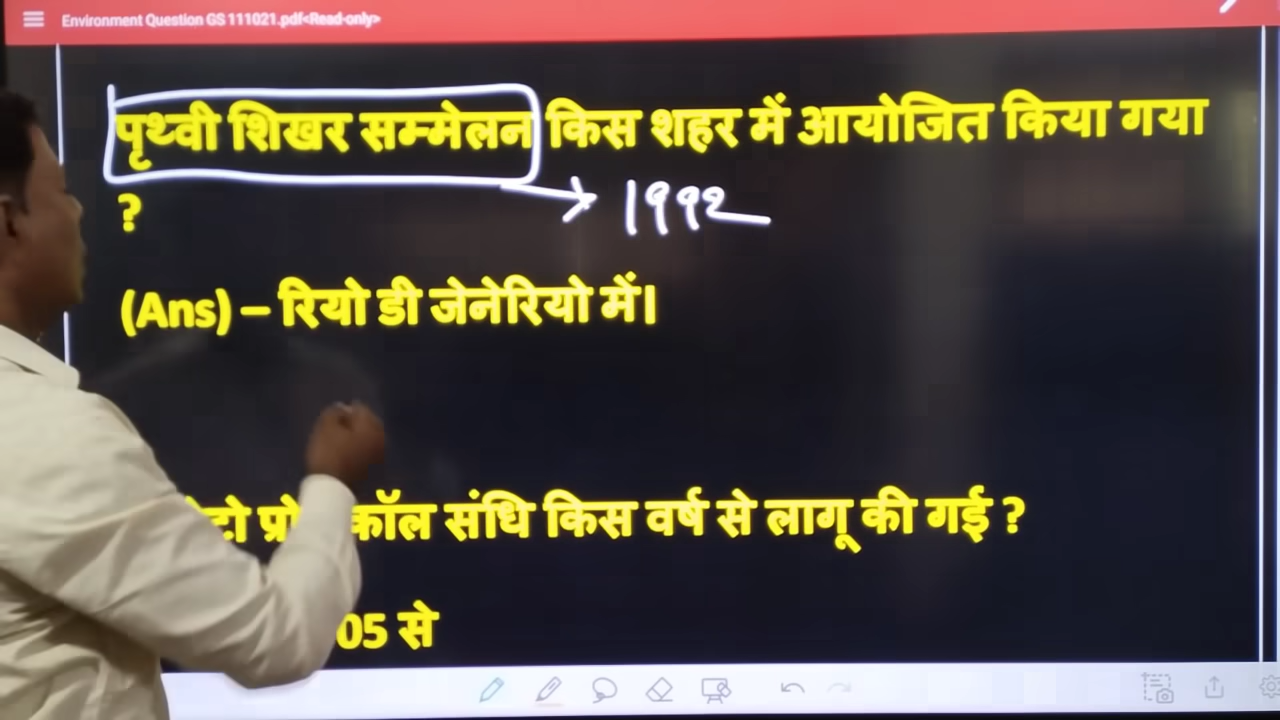 Environment Question GS 111021.pdf<Read-only>
पृथ्वी शिखर सम्मेलन किस शहर में आयोजित किया गया
?
1992
(Ans) – रियो डी जेनेरियो में।
संधि किस वर्ष से लागू की गई ?
05 से